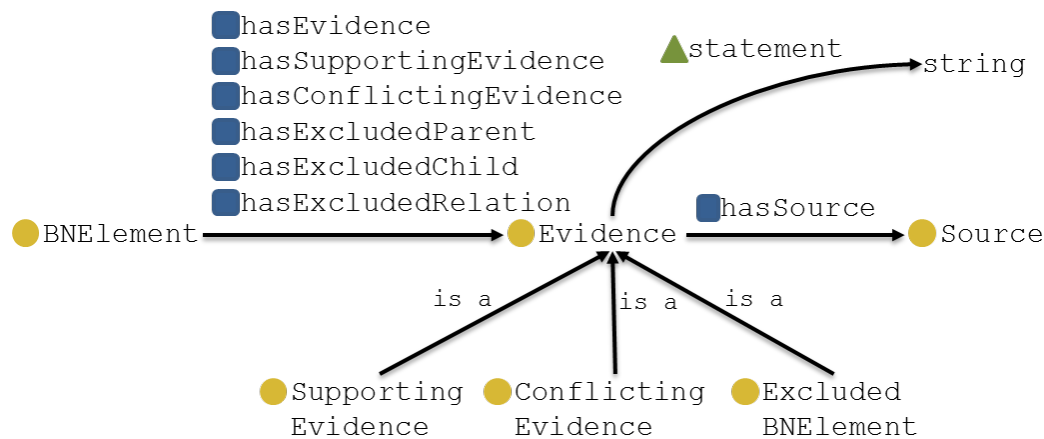 hasEvidence
hasSupportingEvidence
hasConflictingEvidence
hasExcludedParent
hasExcludedChild
hasExcludedRelation
statement
string
BNElement
Evidence
hasSource
Source
is a
is a
is a
Supporting
Evidence
Conflicting
Evidence
Excluded
BNElement